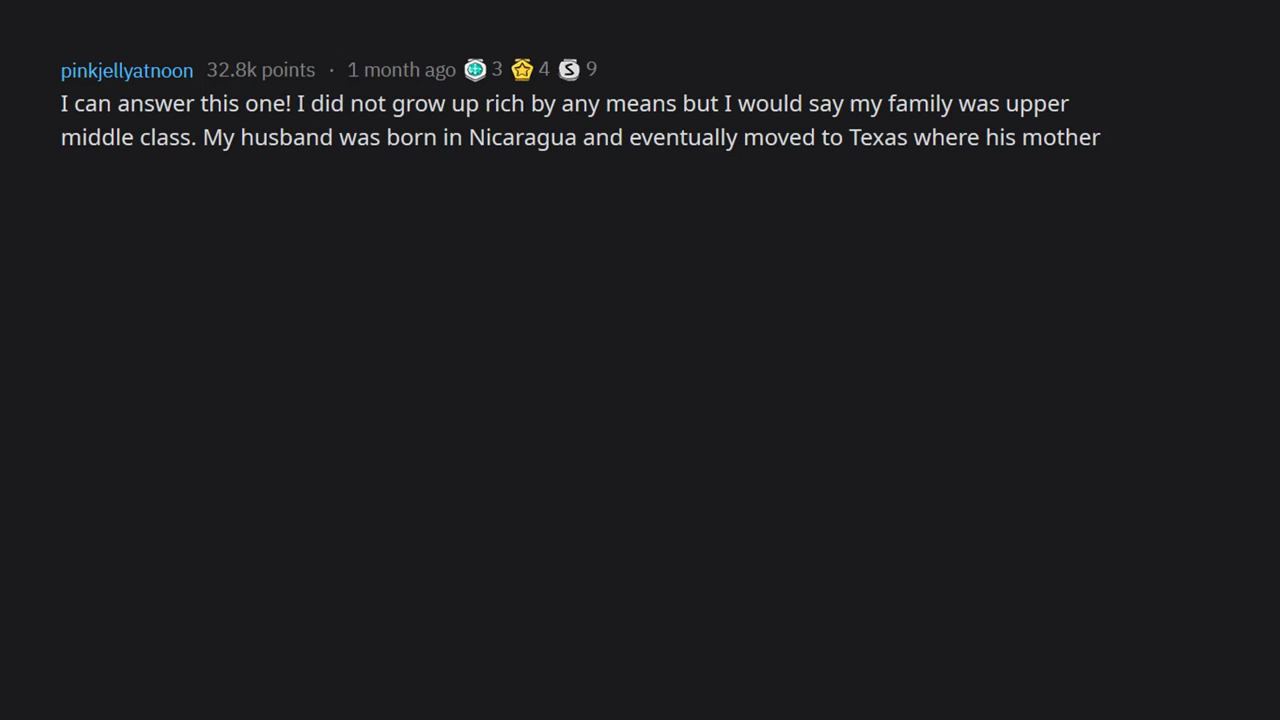 pinkjellyatnoon 32.8k points · 1 month ago 3 4 S 9
I can answer this one! I did not grow up rich by any means but I would say my family was upper
middle class. My husband was born in Nicaragua and eventually moved to Texas where his mother